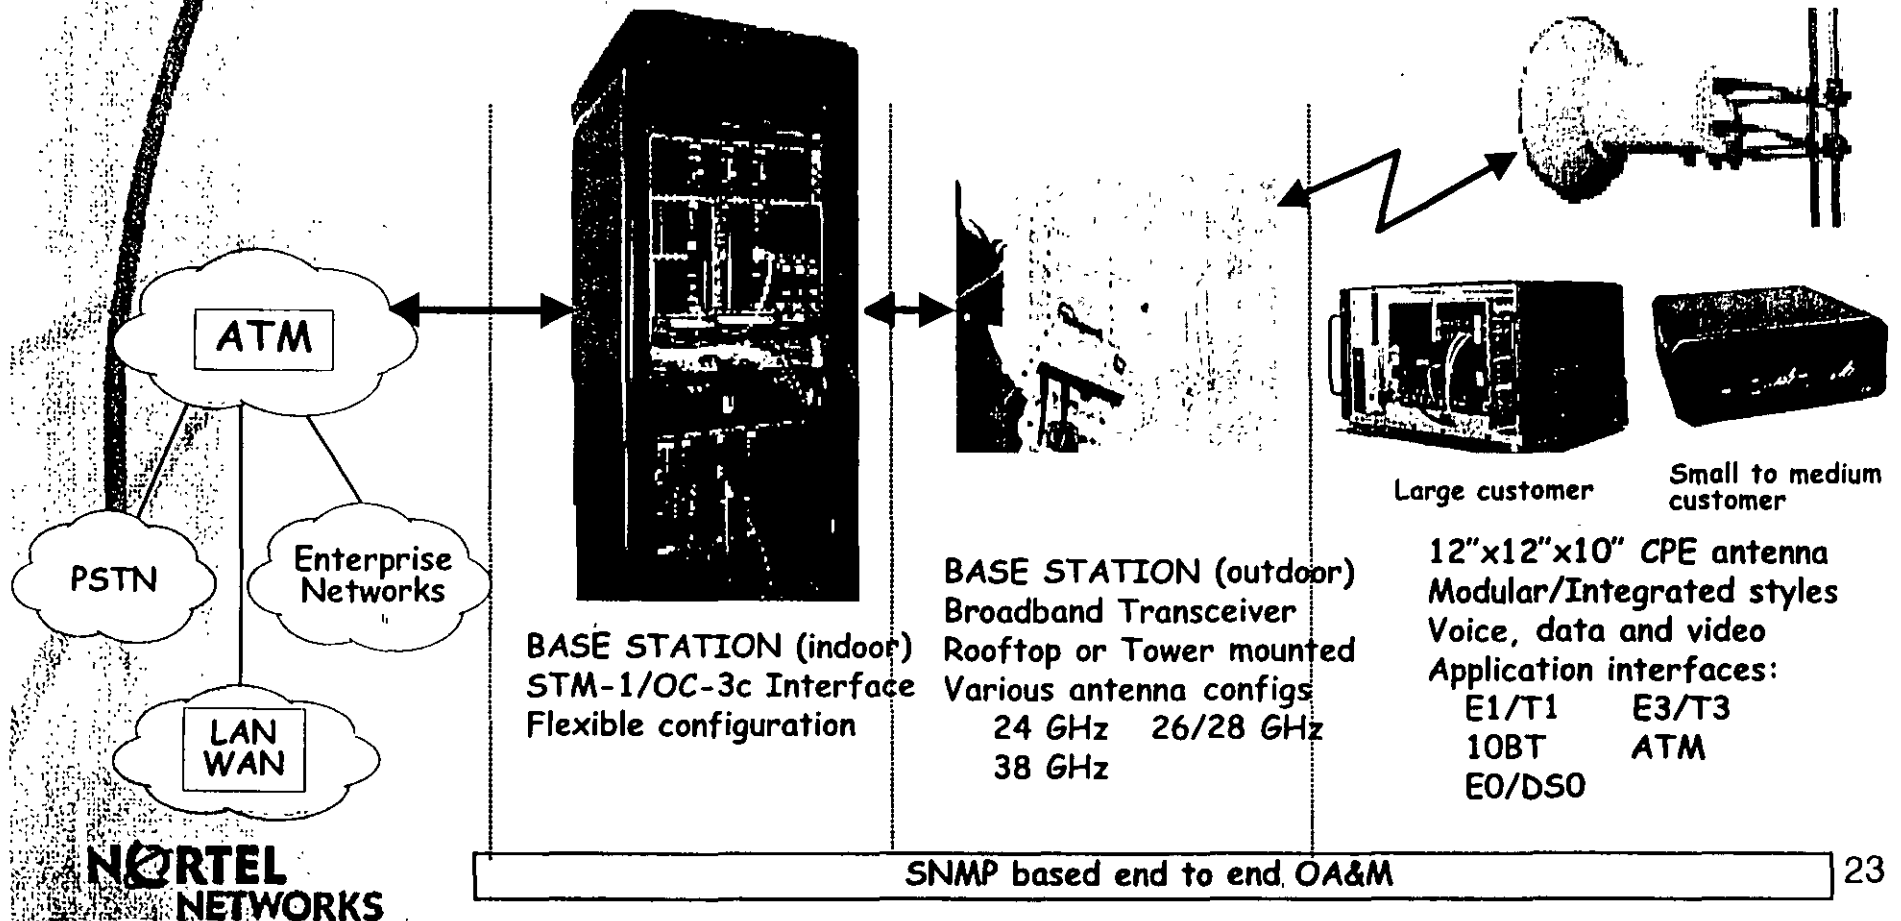 ATM
PSTN
Enterprise
Networks
LAN
WAN
BASE STATION (indoor)
STM-1/OC-3c Interface
Flexible configuration
BASE STATION (outdoor)
Broadband Transceiver
Rooftop or Tower mounted
Various antenna configs
24 GHz 26/28 GHz
38 GHz
Large customer
Small to medium
customer
12"x12"x10" CPE antenna
Modular/Integrated styles
Voice, data and video
Application interfaces:
E1/T1 E3/T3
10BT ATM
E0/DS0
NORTEL
NETWORKS
SNMP based end to end OA&M
23